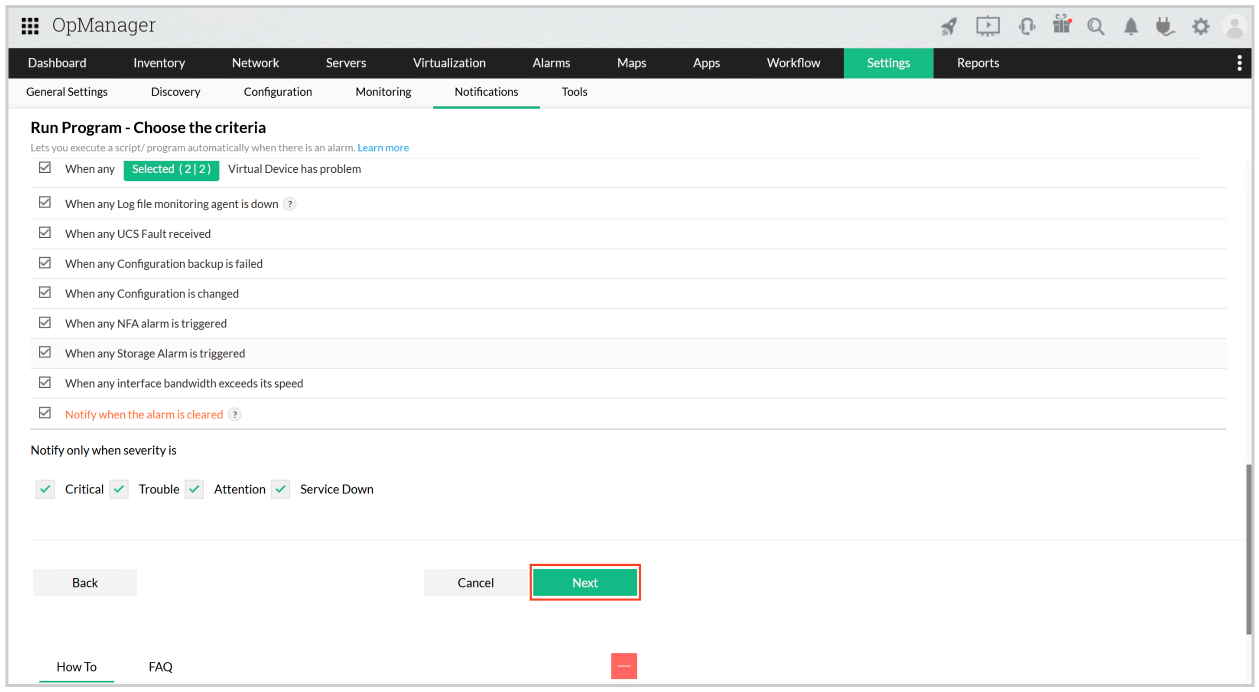 OpManager
Dashboard Inventory Network Servers Virtualization Alarms Maps Apps Workflow Settings Reports
General Settings Discovery Configuration Monitoring Notifications Tools
Run Program - Choose the criteria
Lets you execute a script/ program automatically when there is an alarm. Learn more
When any Selected ( 2 | 2 ) Virtual Device has problem
When any Log file monitoring agent is down ?
When any UCS Fault received
When any Configuration backup is failed
When any Configuration is changed
When any NFA alarm is triggered
When any Storage Alarm is triggered
When any interface bandwidth exceeds its speed
Notify when the alarm is cleared ?
Notify only when severity is
Critical Trouble Attention Service Down
Back Cancel Next
How To FAQ